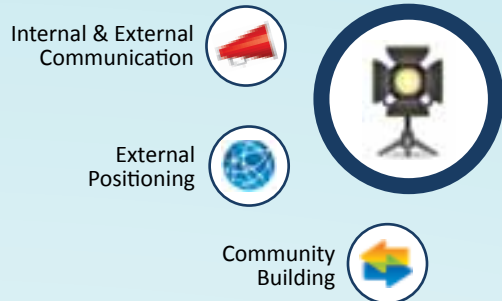 Internal & External
Communication
External
Positioning
Community
Building